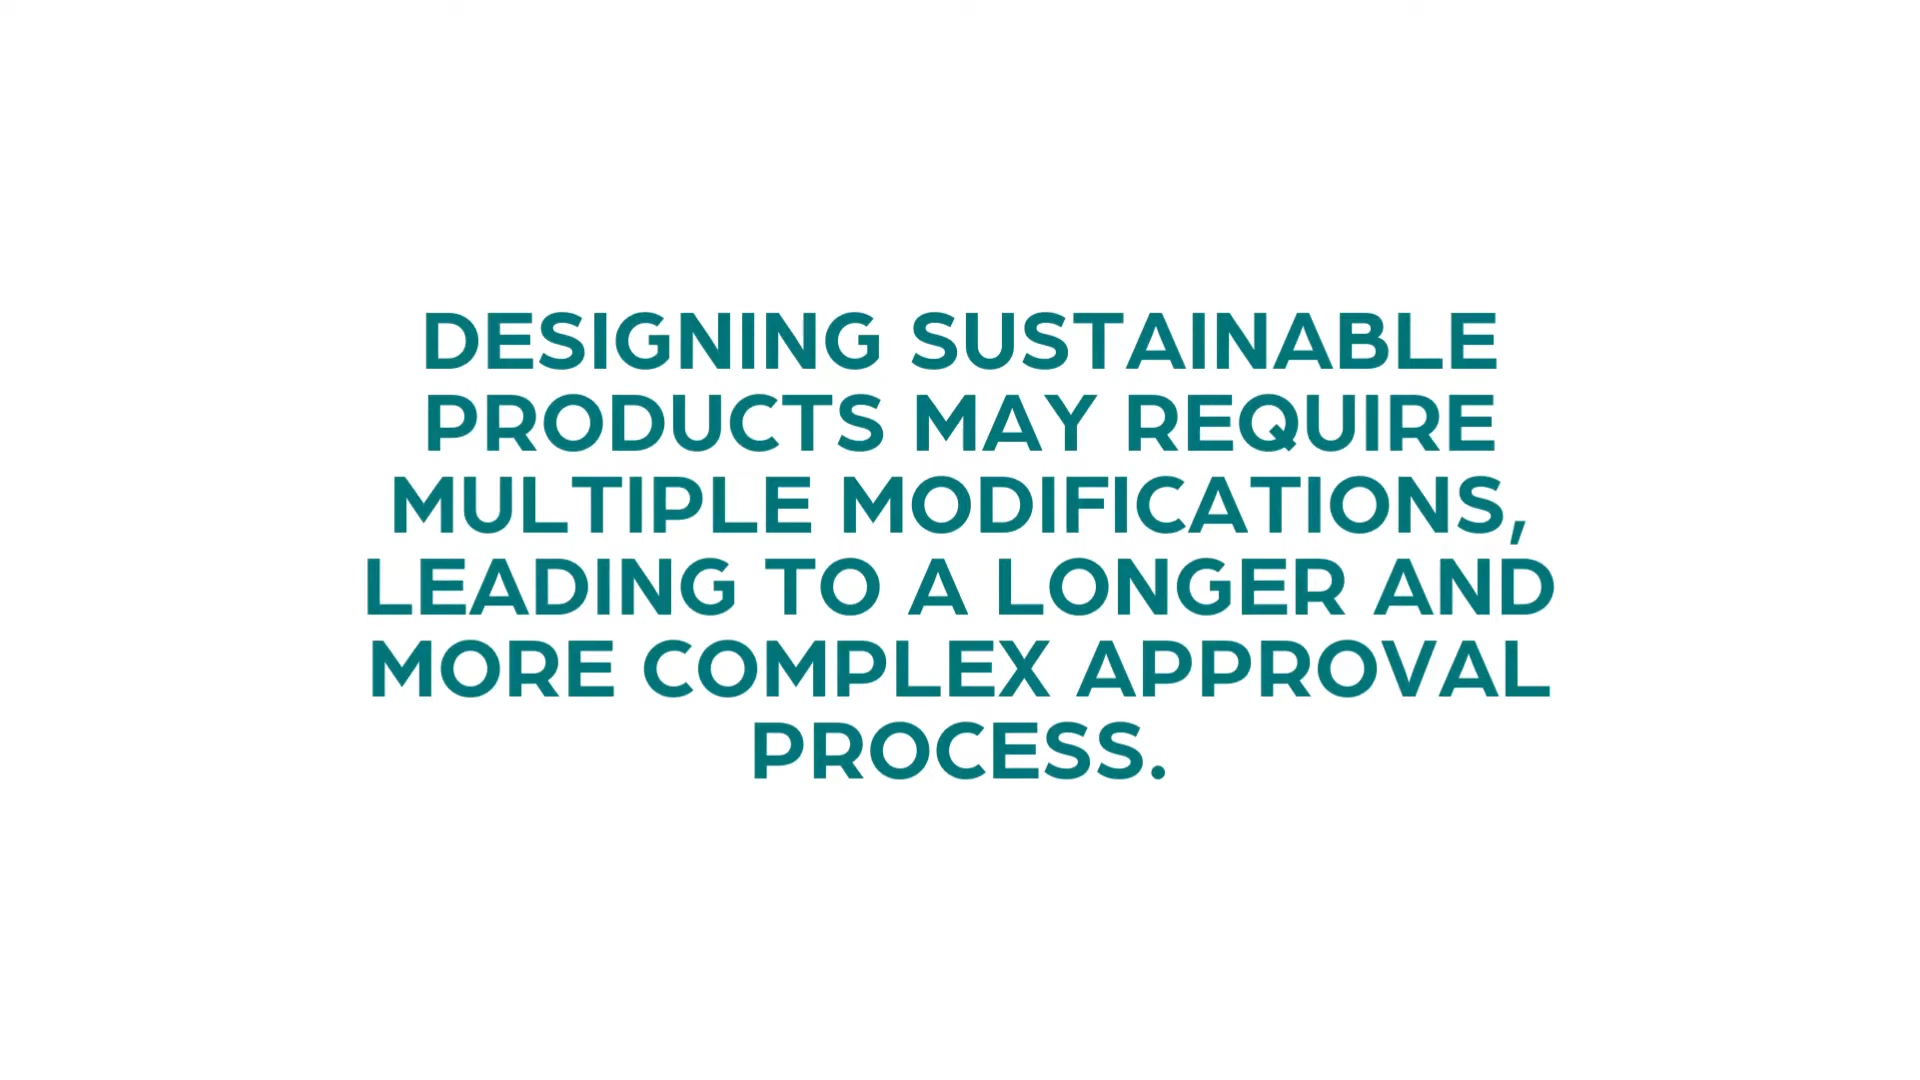 DESIGNING SUSTAINABLE
PRODUCTS MAY REQUIRE
MULTIPLE MODIFICATIONS,
LEADING TO A LONGER AND
MORE COMPLEX APPROVAL
PROCESS.